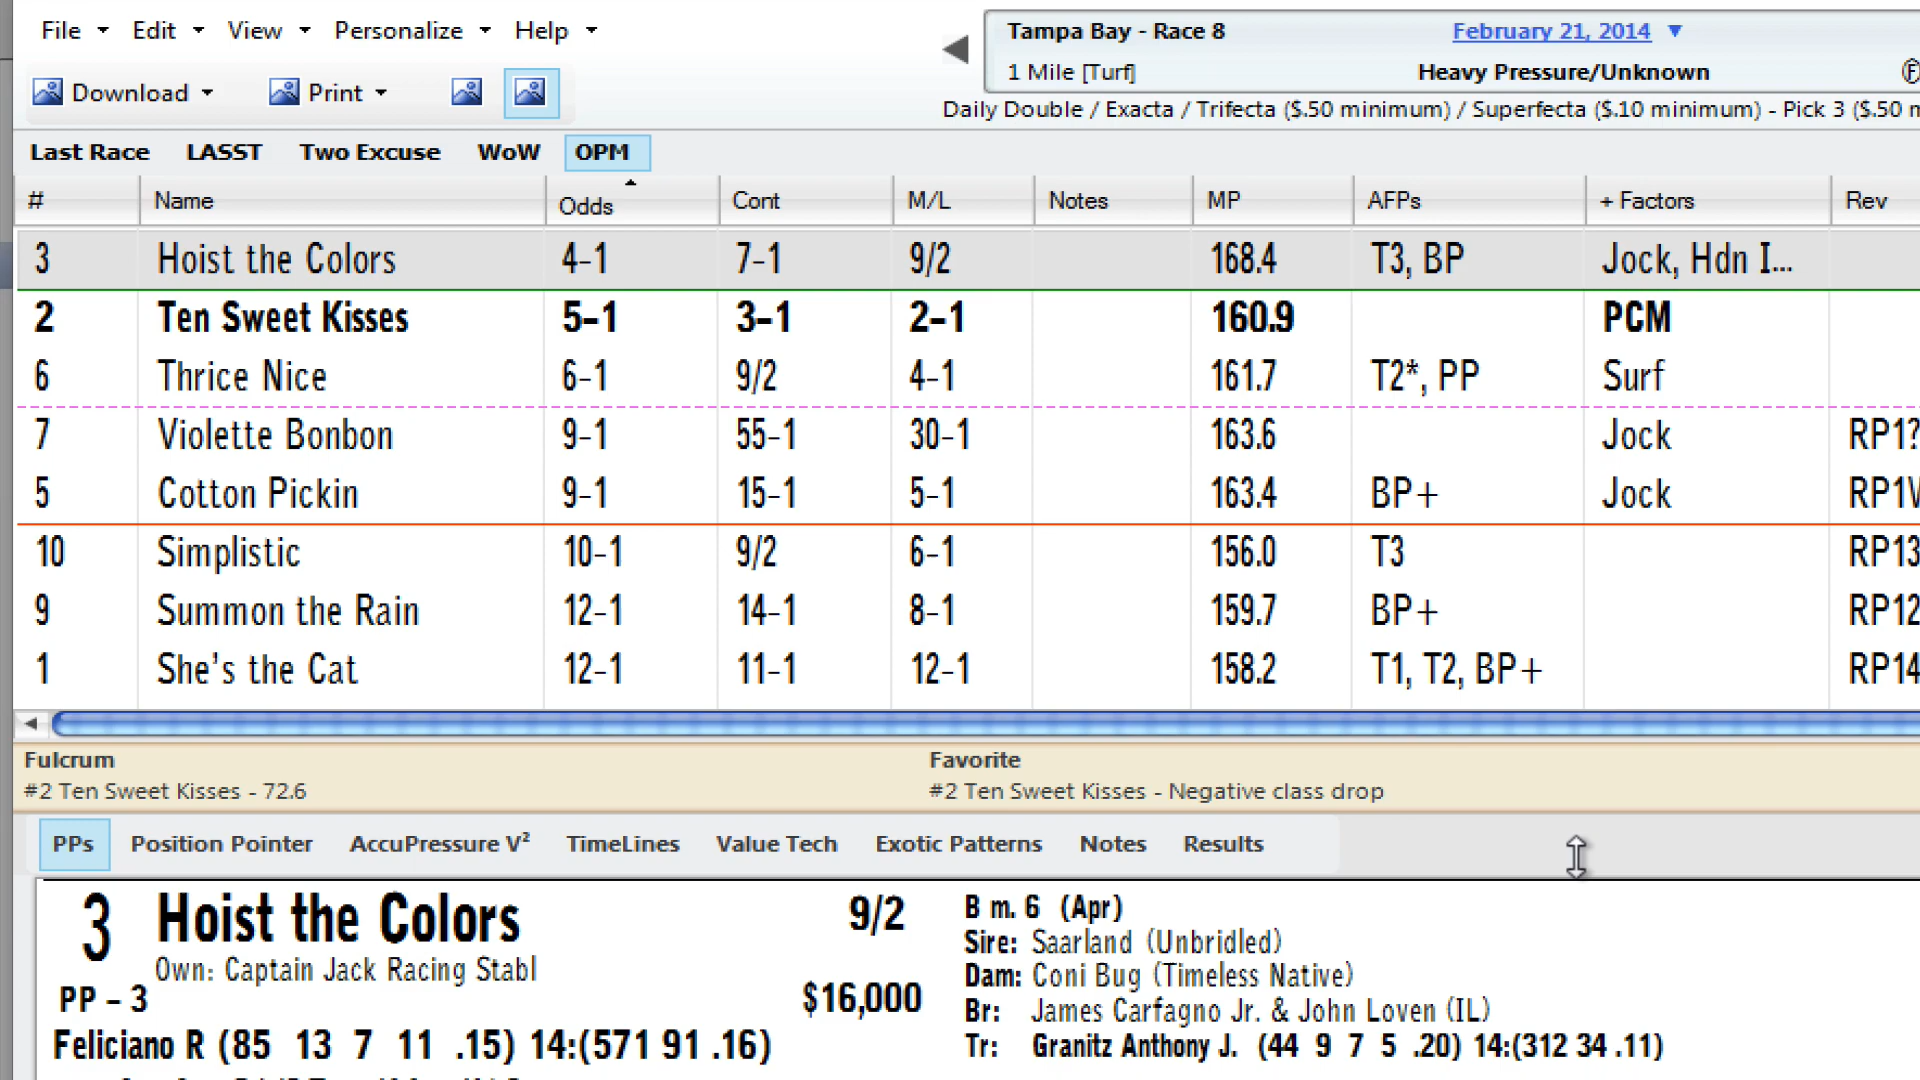 File Edit View Personalize Help
Download Print
Tampa Bay - Race 8 February 21, 2014
1 Mile [Turf] Heavy Pressure/Unknown Ⓕ
Daily Double / Exacta / Trifecta ($.50 minimum) / Superfecta ($.10 minimum) - Pick 3 ($.50 m
Last Race LASST Two Excuse WoW OPM
# Name Odds Cont M/L Notes MP AFPs + Factors Rev
3 Hoist the Colors 4-1 7-1 9/2 168.4 T3, BP Jock, Hdn I...
2 Ten Sweet Kisses 5-1 3-1 2-1 160.9 PCM
6 Thrice Nice 6-1 9/2 4-1 161.7 T2*, PP Surf
7 Violette Bonbon 9-1 55-1 30-1 163.6 Jock RP1?
5 Cotton Pickin 9-1 15-1 5-1 163.4 BP+ Jock RP1
10 Simplistic 10-1 9/2 6-1 156.0 T3 RP13
9 Summon the Rain 12-1 14-1 8-1 159.7 BP+ RP12
1 She's the Cat 12-1 11-1 12-1 158.2 T1, T2, BP+ RP14
Fulcrum Favorite
#2 Ten Sweet Kisses - 72.6 #2 Ten Sweet Kisses - Negative class drop
PPs Position Pointer AccuPressure V² TimeLines Value Tech Exotic Patterns Notes Results
3 Hoist the Colors 9/2 B m. 6 (Apr)
Sire: Saarland (Unbridled)
Own: Captain Jack Racing Stabl Dam: Coni Bug (Timeless Native)
PP - 3 $16,000 Br: James Carfagno Jr. & John Loven (IL)
Feliciano R (85 13 7 11 .15) 14:(571 91 .16) Tr: Granitz Anthony J. (44 9 7 5 .20) 14:(312 34 .11)